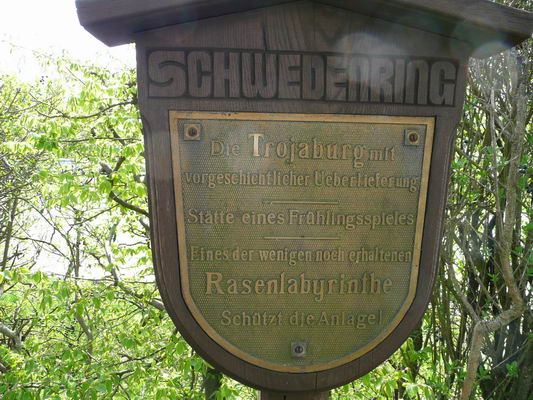 SCHWEDENRING
Die Trojaburg mit
vorgeschichtlicher Ueberlieferung
Stätte eines Frühlingsspieles
Eines der wenigen noch erhaltenen
Rasenlabyrinthe
Schützt die Anlage!